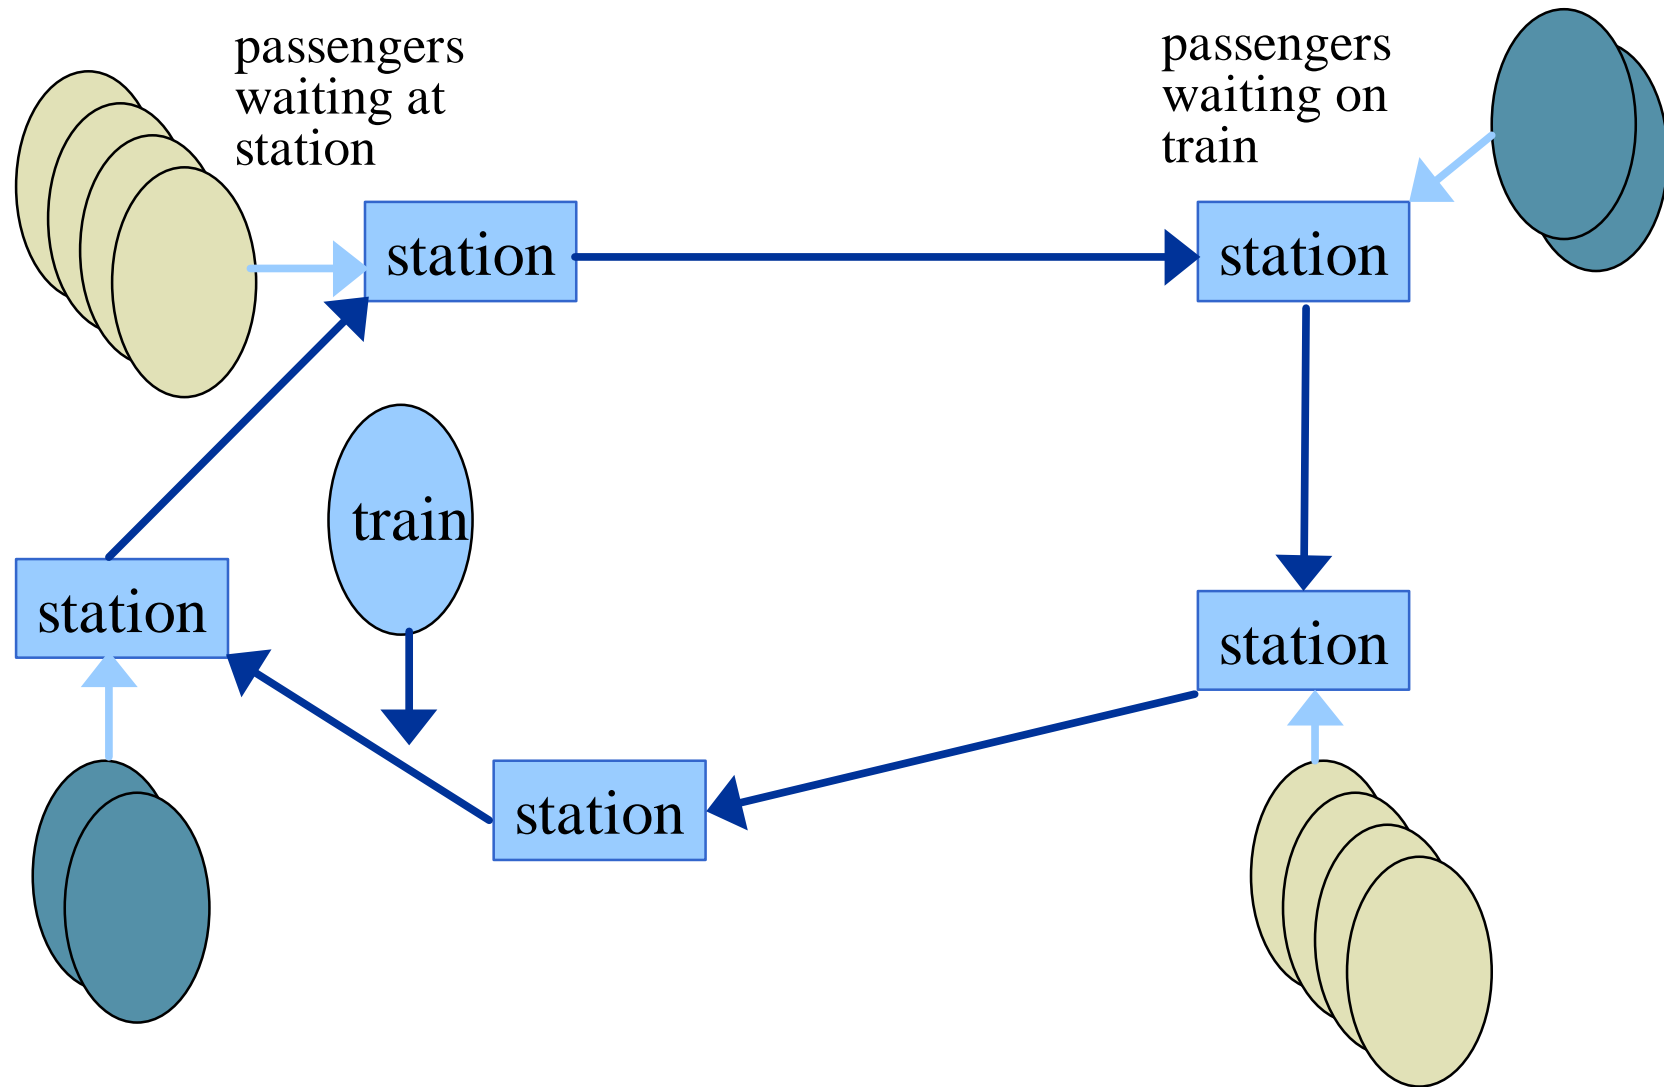 passengers
waiting at
station
passengers
waiting on
train
station
station
train
station
station
station